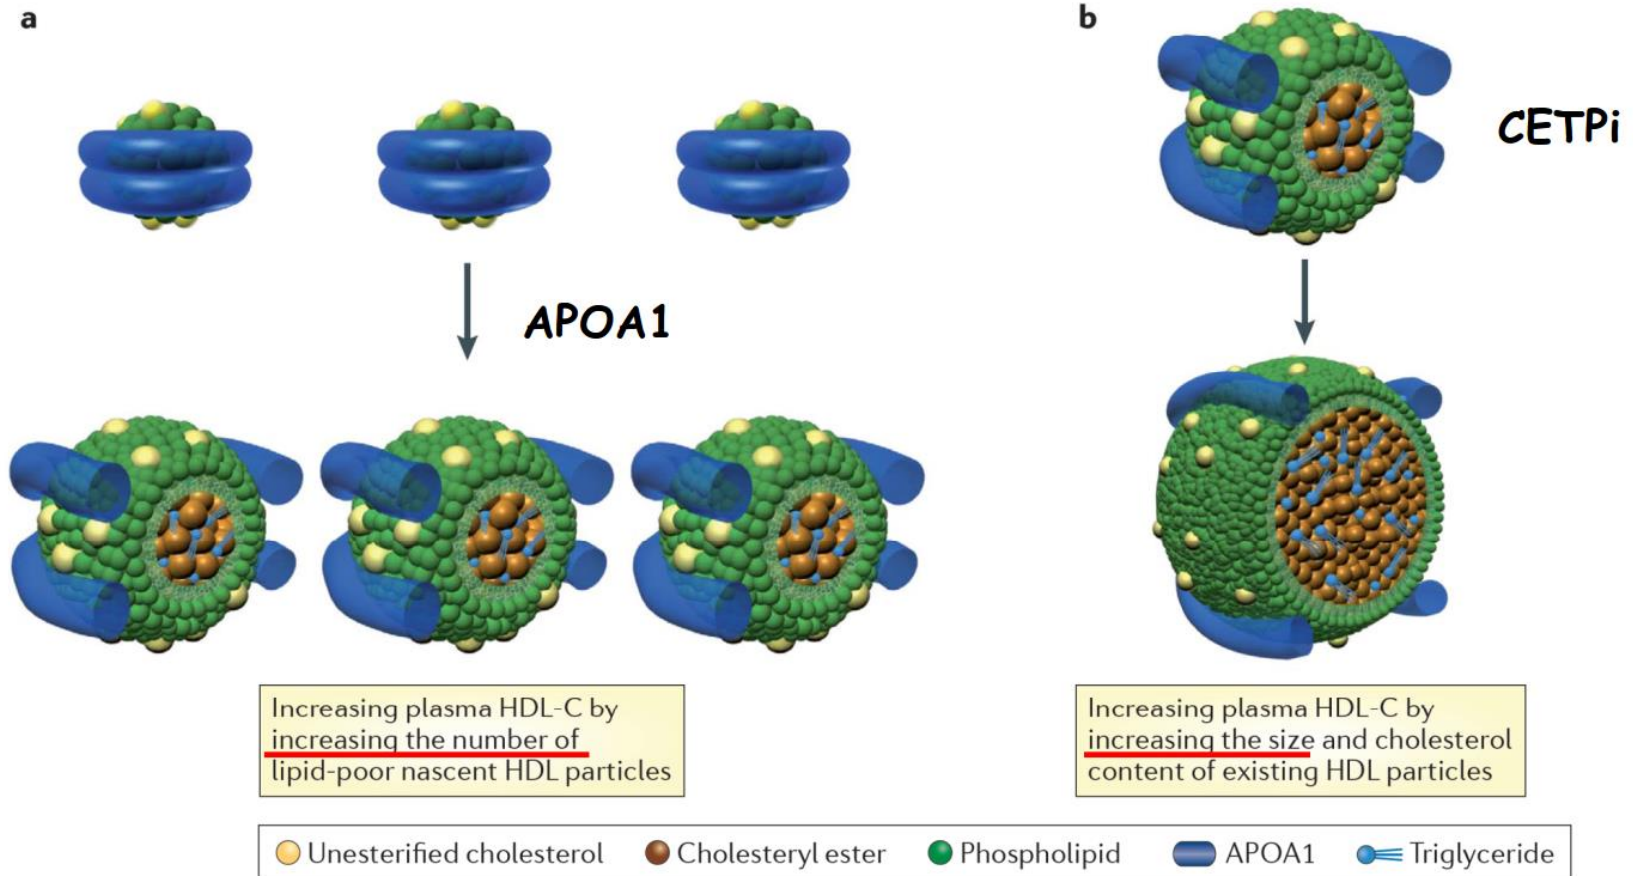 a
b
CETPi
APOA1
Increasing plasma HDL-C by
increasing the number of
lipid-poor nascent HDL particles
Increasing plasma HDL-C by
increasing the size and cholesterol
content of existing HDL particles
Unesterified cholesterol Cholesteryl ester Phospholipid APOA1 Triglyceride